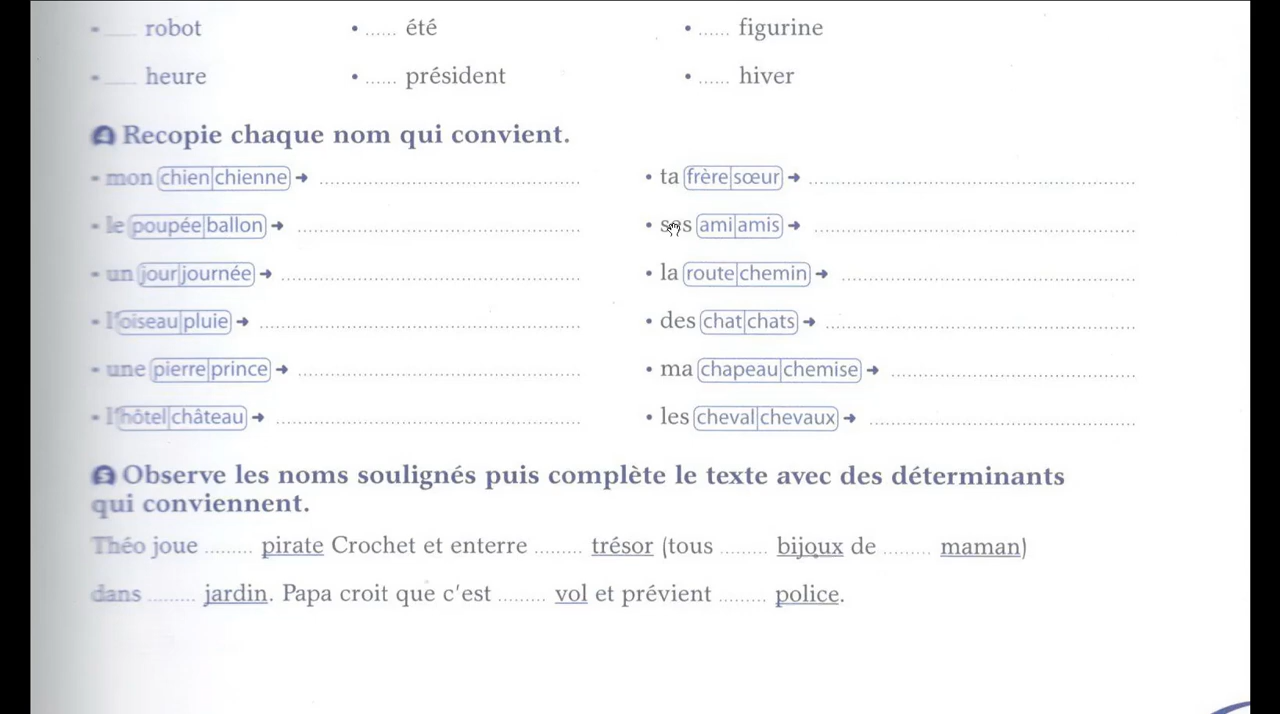 • ...... robot • ...... été • ...... figurine
• ...... heure • ...... président • ...... hiver
4 Recopie chaque nom qui convient.
• mon chien|chienne → ........ • ta frère|sœur → ........
• le poupée|ballon → ........ • ses ami|amis → ........
• un jour|journée → ........ • la route|chemin → ........
• l'oiseau|pluie → ........ • des chat|chats → ........
• une pierre|prince → ........ • ma chapeau|chemise → ........
• l'hôtel|château → ........ • les cheval|chevaux → ........
5 Observe les noms soulignés puis complète le texte avec des déterminants
qui conviennent.
Théo joue ......... pirate Crochet et enterre ......... trésor (tous ......... bijoux de ......... maman)
dans ......... jardin. Papa croit que c'est ......... vol et prévient ......... police.